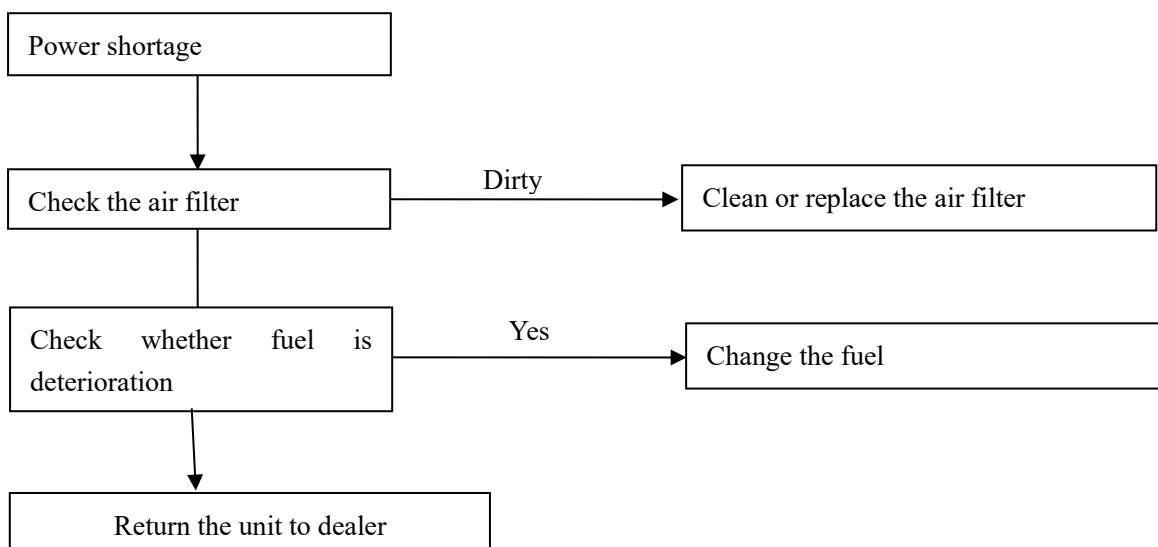 Power shortage
Check the air filter
Dirty
Clean or replace the air filter
Check whether fuel is
deterioration
Yes
Change the fuel
Return the unit to dealer